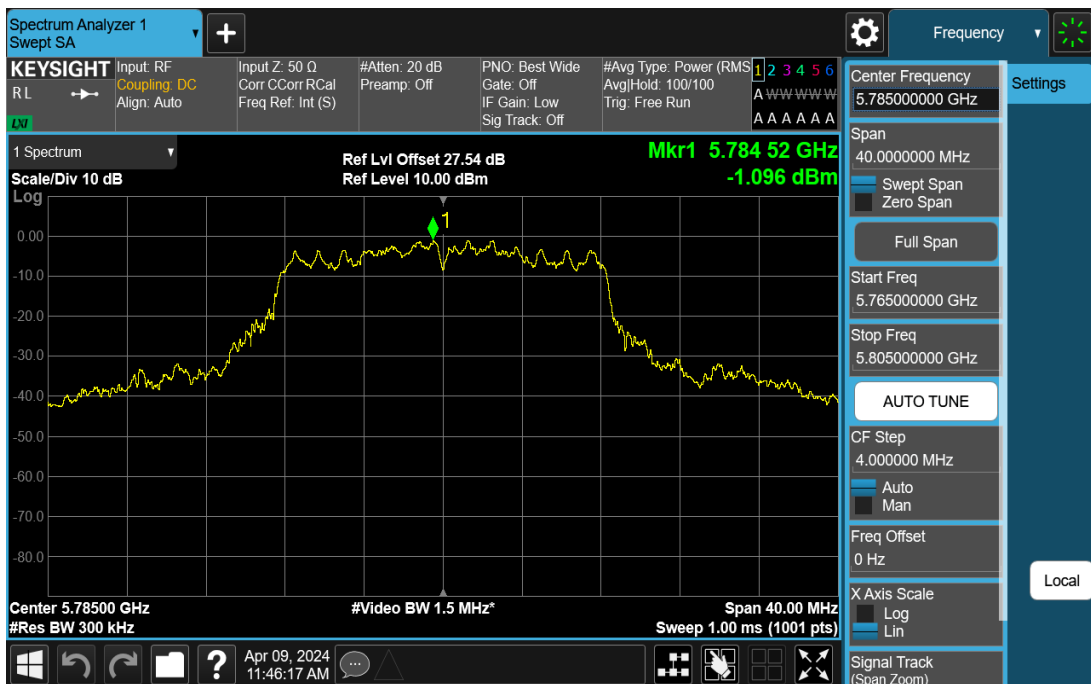 Spectrum Analyzer 1
Swept SA
+
Frequency
KEYSIGHT
RL
LXI
Input: RF
Coupling: DC
Align: Auto
Input Z: 50 Ω
Corr CCorr RCal
Freq Ref: Int (S)
#Atten: 20 dB
Preamp: Off
PNO: Best Wide
Gate: Off
IF Gain: Low
Sig Track: Off
#Avg Type: Power (RMS
Avg|Hold: 100/100
Trig: Free Run
1 2 3 4 5 6
A W W W W W
A A A A A A
1 Spectrum
Scale/Div 10 dB
Log
Ref Lvl Offset 27.54 dB
Ref Level 10.00 dBm
Mkr1 5.784 52 GHz
-1.096 dBm
1
0.00
-10.0
-20.0
-30.0
-40.0
-50.0
-60.0
-70.0
-80.0
Center 5.78500 GHz
#Video BW 1.5 MHz*
Span 40.00 MHz
#Res BW 300 kHz
Sweep 1.00 ms (1001 pts)
Center Frequency
5.785000000 GHz
Settings
Span
40.0000000 MHz
Swept Span
Zero Span
Full Span
Start Freq
5.765000000 GHz
Stop Freq
5.805000000 GHz
AUTO TUNE
CF Step
4.000000 MHz
Auto
Man
Freq Offset
0 Hz
Local
X Axis Scale
Log
Lin
Signal Track
(Span Zoom)
?
Apr 09, 2024
11:46:17 AM